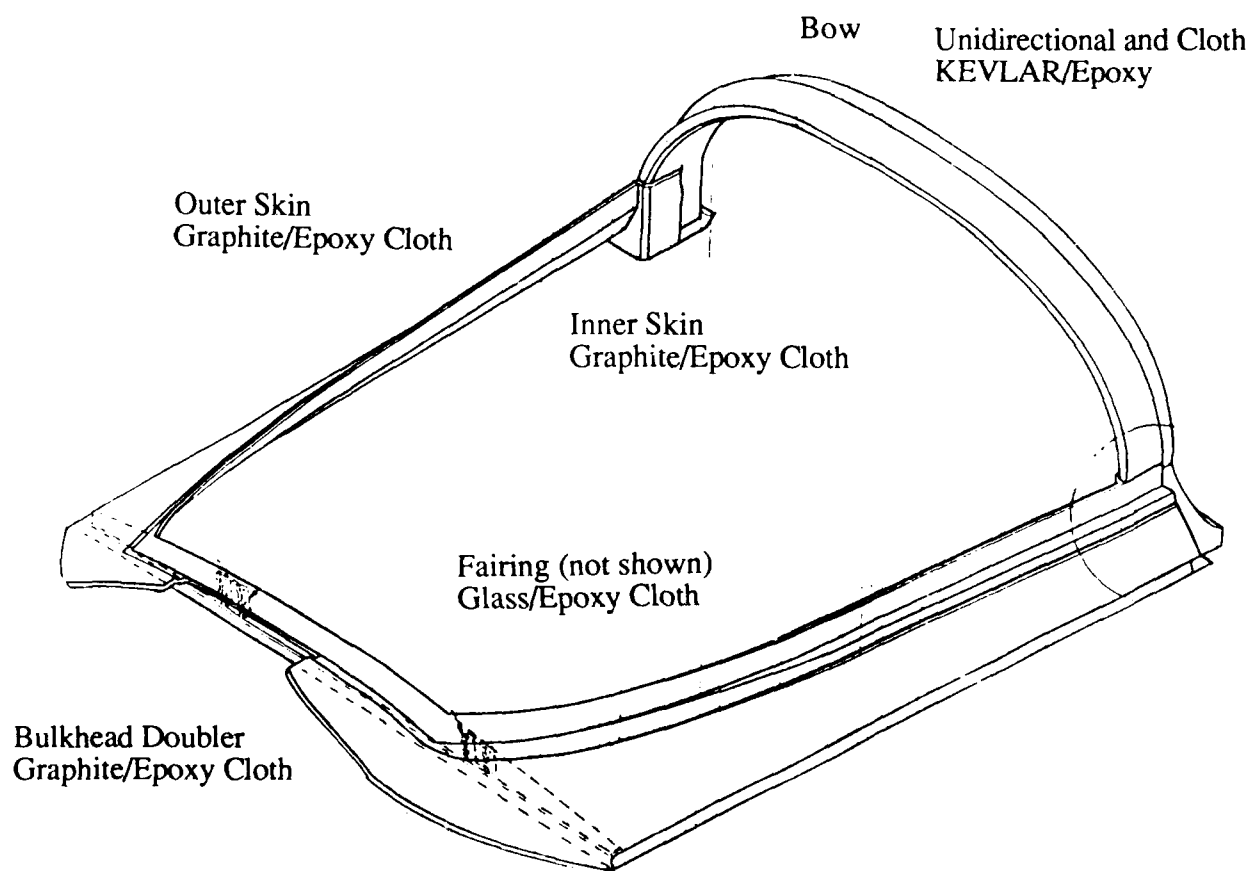 Bow
Unidirectional and Cloth
KEVLAR/Epoxy
Outer Skin
Graphite/Epoxy Cloth
Inner Skin
Graphite/Epoxy Cloth
Fairing (not shown)
Glass/Epoxy Cloth
Bulkhead Doubler
Graphite/Epoxy Cloth